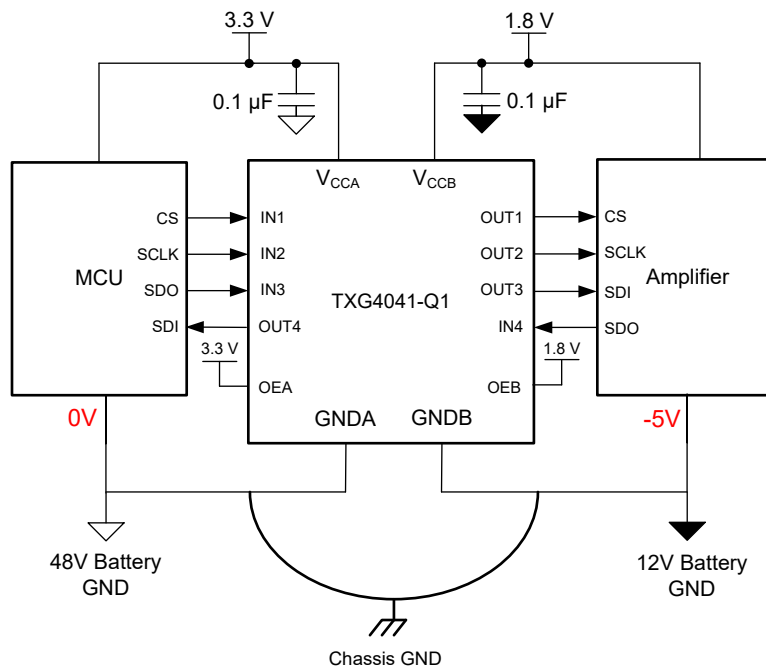 3.3 V
1.8 V
0.1 µF
0.1 µF
VCCA
VCCB
MCU
CS
SCLK
SDO
SDI
IN1
IN2
IN3
OUT4
OEA
3.3 V
TXG4041-Q1
OUT1
OUT2
OUT3
IN4
OEB
1.8 V
CS
SCLK
SDI
SDO
Amplifier
GNDA
GNDB
0V
-5V
48V Battery
GND
12V Battery
GND
Chassis GND